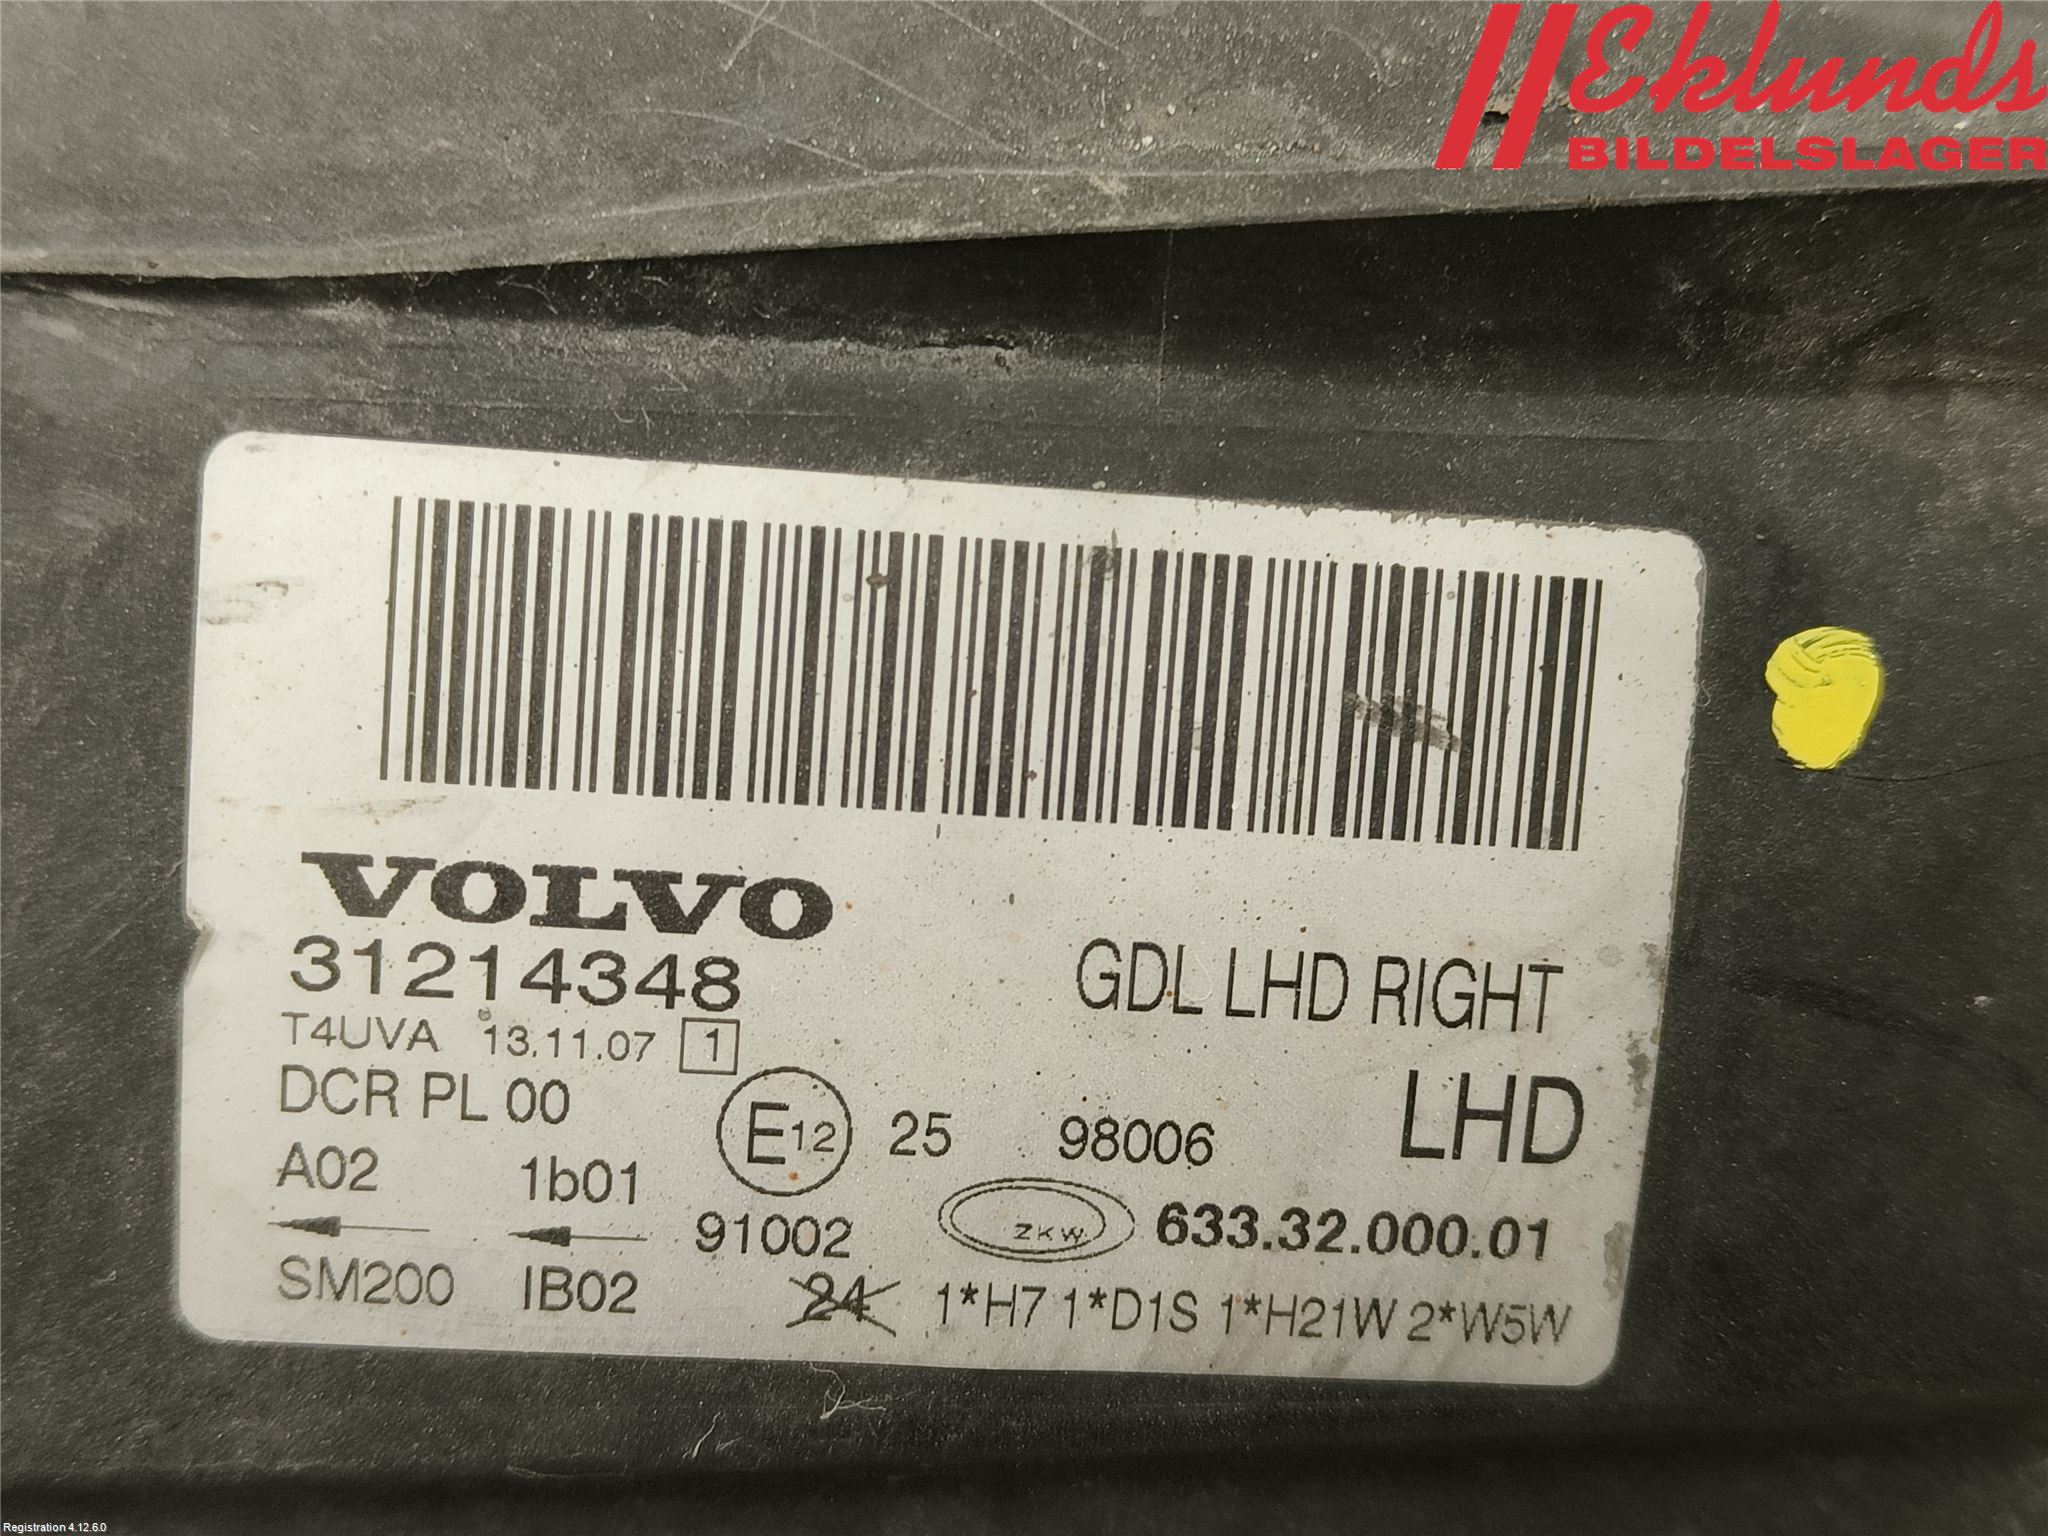 Eklunds
BILDELSLAGER
VOLVO
31214348
GDL LHD RIGHT
T4UVA 13.11.07 1
DCR PL 00
E12 25 98006 LHD
A02 1b01
91002 ZKW 633.32.000.01
SM200 IB02 24 1*H7 1*D1S 1*H21W 2*W5W
Registration 4.12.6.0